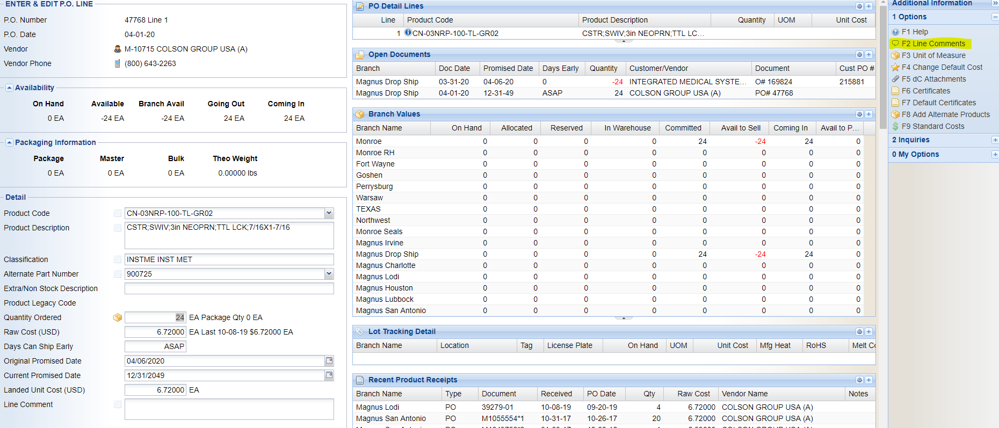 ENTER & EDIT P.O. LINE
P.O. Number 47768 Line 1
P.O. Date 04-01-20
Vendor M-10715 COLSON GROUP USA (A)
Vendor Phone (800) 643-2263
Availability
On Hand Available Branch Avail Going Out Coming In
0 EA -24 EA -24 EA 24 EA 24 EA
Packaging Information
Package Master Bulk Theo Weight
0 EA 0 EA 0 EA 0.00000 lbs
Detail
Product Code CN-03NRP-100-TL-GR02
Product Description CSTR;SWIV;3in NEOPRN;TTL LCK;7/16X1-7/16
Classification INSTME INST MET
Alternate Part Number 900725
Extra/Non Stock Description
Product Legacy Code
Quantity Ordered 24 EA Package Qty 0 EA
Raw Cost (USD) 6.72000 EA Last 10-08-19 $6.72000 EA
Days Can Ship Early ASAP
Original Promised Date 04/06/2020
Current Promised Date 12/31/2049
Landed Unit Cost (USD) 6.72000 EA
Line Comment
PO Detail Lines
Line Product Code Product Description Quantity UOM Unit Cost
1 CN-03NRP-100-TL-GR02 CSTR;SWIV;3in NEOPRN;TTL LC...
Open Documents
Branch Doc Date Promised Date Days Early Quantity Customer/Vendor Document Cust PO #
Magnus Drop Ship 03-31-20 04-06-20 0 -24 INTEGRATED MEDICAL SYSTE... O# 169824 215881
Magnus Drop Ship 04-01-20 12-31-49 ASAP 24 COLSON GROUP USA (A) PO# 47768
Branch Values
Branch Name On Hand Allocated Reserved In Warehouse Committed Avail to Sell Coming In Avail to P...
Monroe 0 0 0 0 24 -24 24 0
Monroe RH 0 0 0 0 0 0 0 0
Fort Wayne 0 0 0 0 0 0 0 0
Goshen 0 0 0 0 0 0 0 0
Perrysburg 0 0 0 0 0 0 0 0
Warsaw 0 0 0 0 0 0 0 0
TEXAS 0 0 0 0 0 0 0 0
Northwest 0 0 0 0 0 0 0 0
Monroe Seals 0 0 0 0 0 0 0 0
Magnus Irvine 0 0 0 0 0 0 0 0
Magnus Drop Ship 0 0 0 0 24 -24 24 0
Magnus Charlotte 0 0 0 0 0 0 0 0
Magnus Lodi 0 0 0 0 0 0 0 0
Magnus Houston 0 0 0 0 0 0 0 0
Magnus Lubbock 0 0 0 0 0 0 0 0
Magnus San Antonio 0 0 0 0 0 0 0 0
Lot Tracking Detail
Branch Name Location Tag License Plate On Hand UOM Unit Cost Mfg Heat RoHS Melt Co
Recent Product Receipts
Branch Name Type Document Received PO Date Qty Raw Cost Vendor Name Notes
Magnus Lodi PO 39279-01 10-08-19 09-20-19 4 6.72000 COLSON GROUP USA (A)
Magnus San Antonio PO M1055554*1 10-31-17 10-26-17 20 6.72000 COLSON GROUP USA (A)
Additional Information
1 Options
F1 Help
F2 Line Comments
F3 Unit of Measure
F4 Change Default Cost
F5 dC Attachments
F6 Certificates
F7 Default Certificates
F8 Add Alternate Products
F9 Standard Costs
2 Inquiries
0 My Options